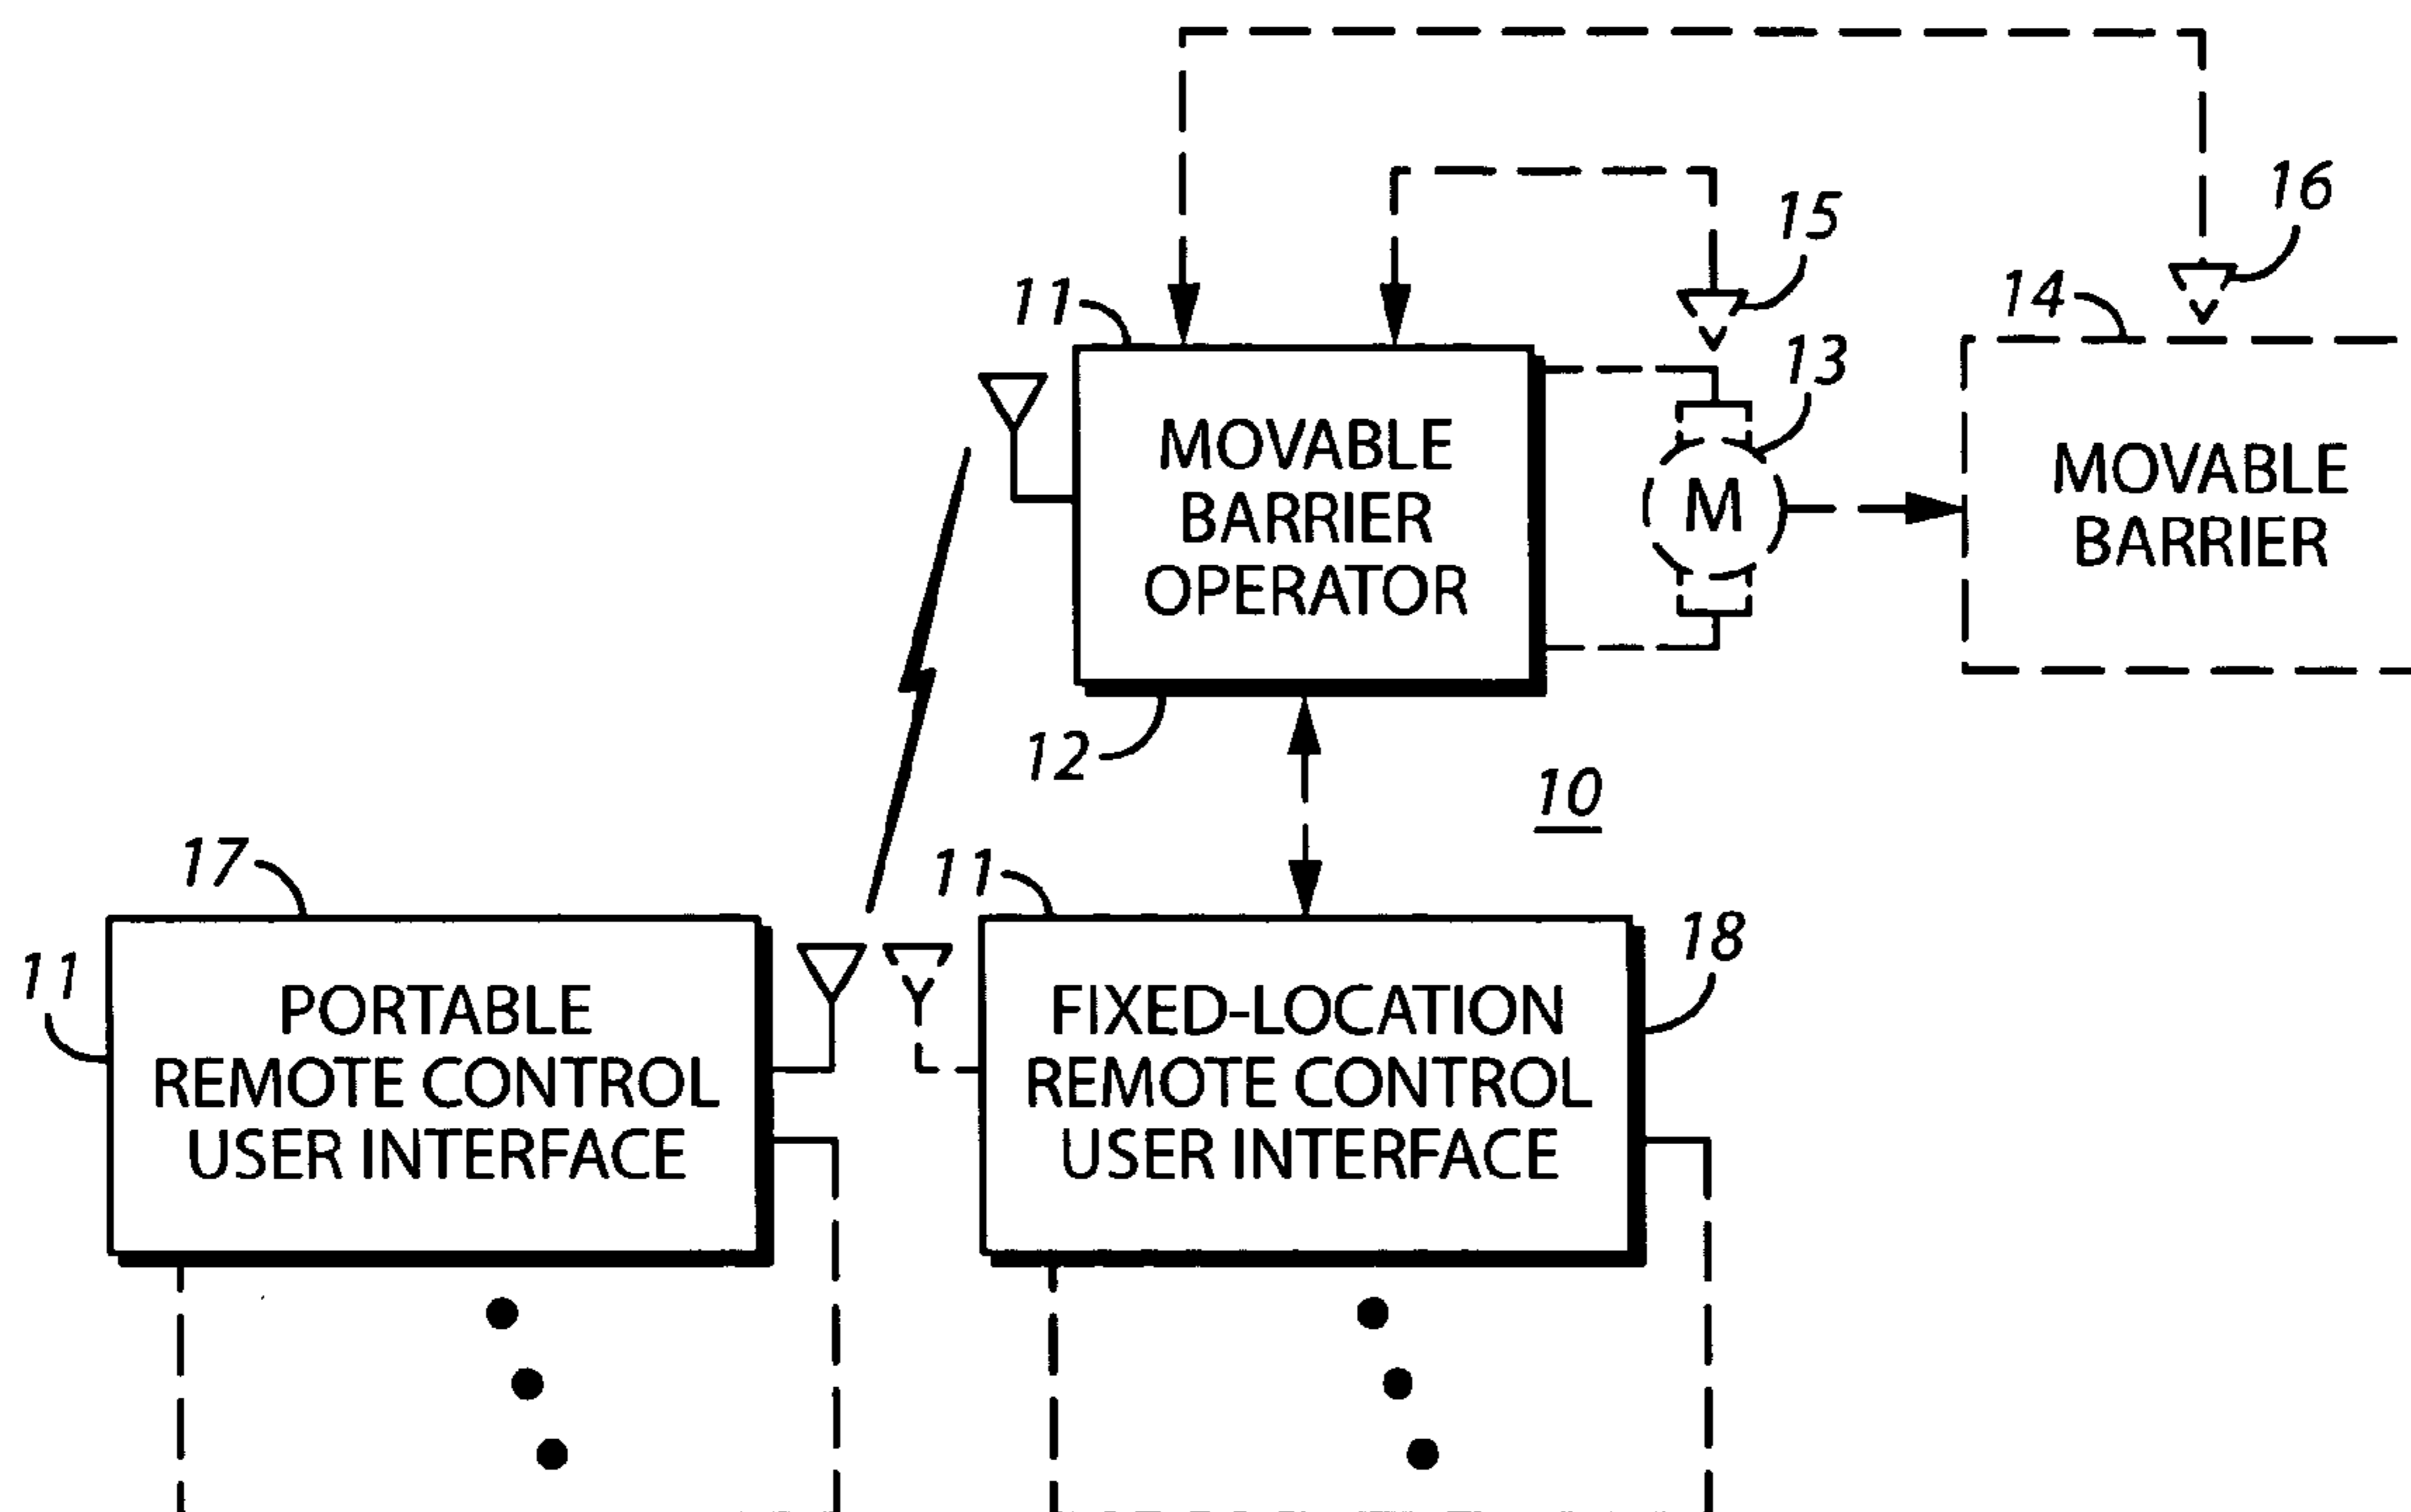 16
15
14
11
13
MOVABLE
BARRIER
OPERATOR
M
MOVABLE
BARRIER
12
10
17
11
18
11
PORTABLE
REMOTE CONTROL
USER INTERFACE
FIXED-LOCATION
REMOTE CONTROL
USER INTERFACE